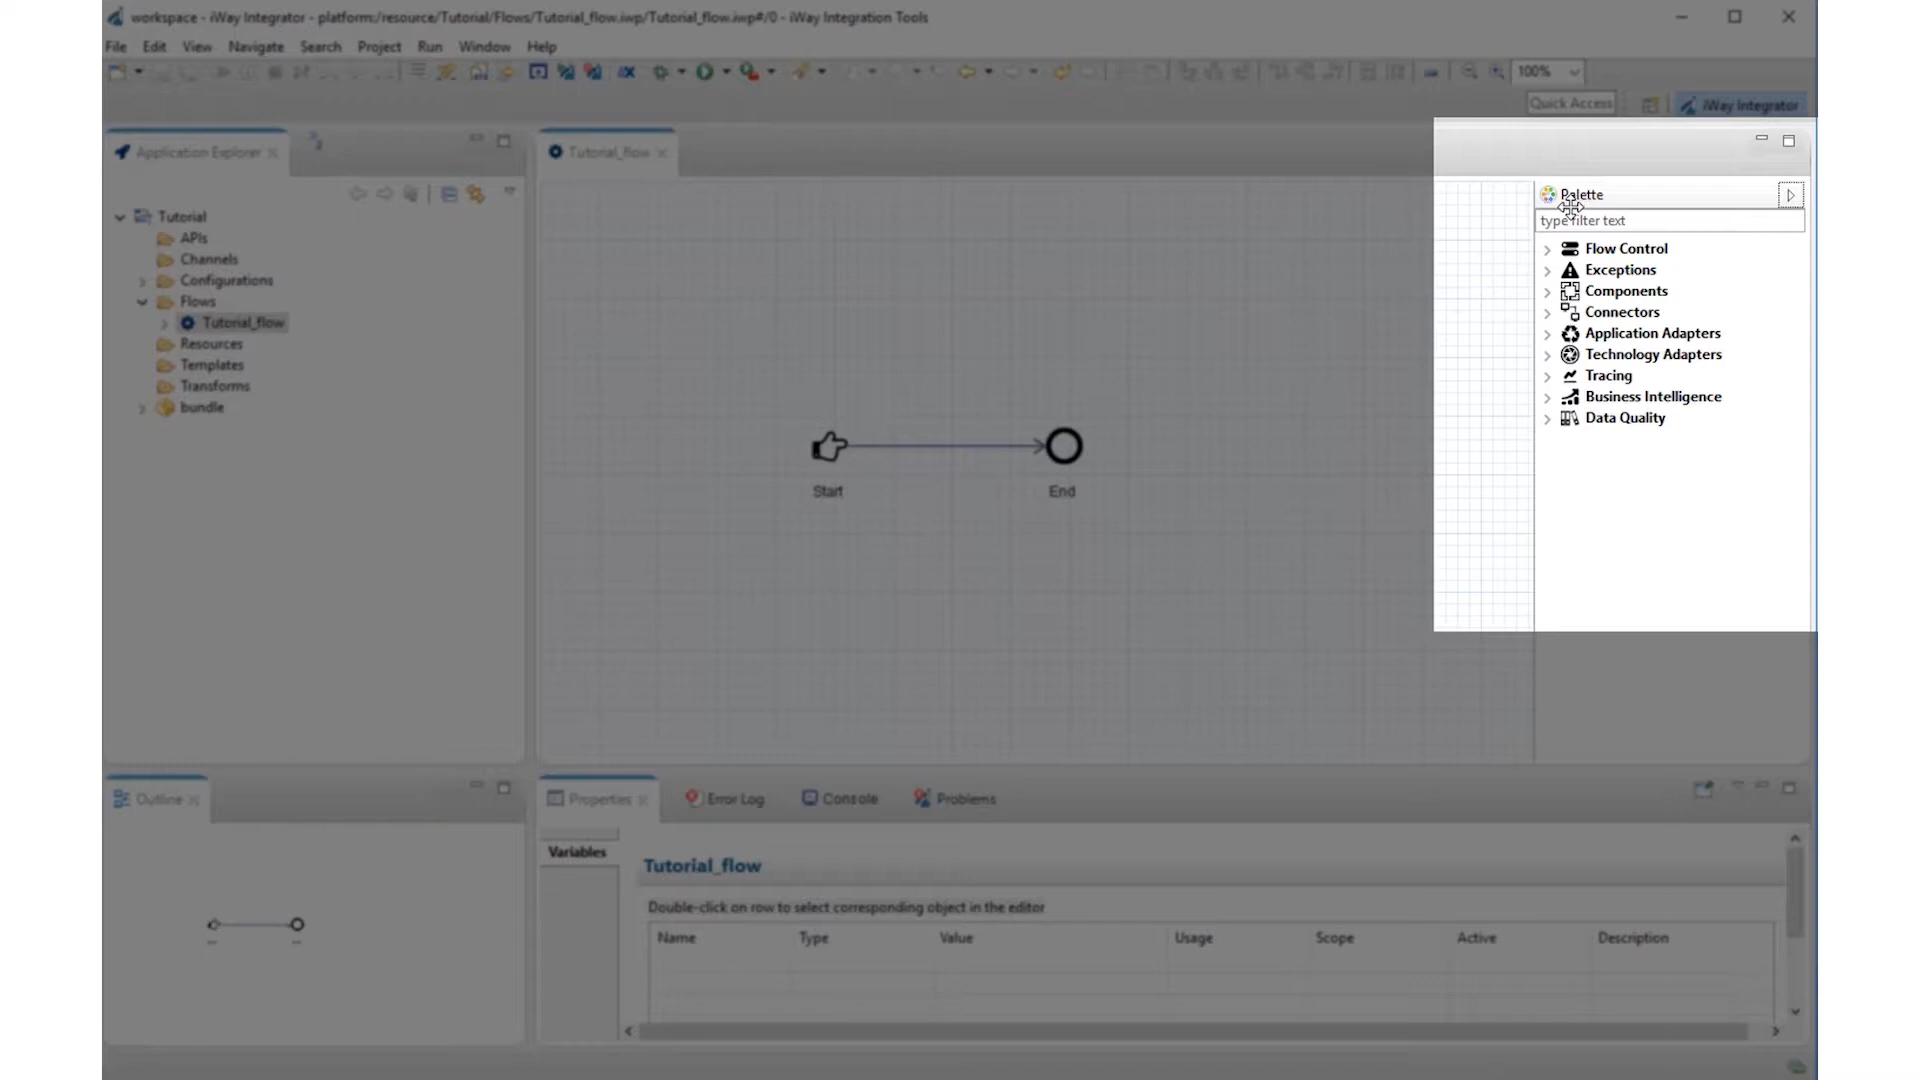 workspace - iWay Integrator - platform:/resource/Tutorial/Flows/Tutorial_flow.iwp/Tutorial_flow.iwp#/0 - iWay Integration Tools
File Edit View Navigate Search Project Run Window Help
100%
Quick Access
iWay Integrator
Application Explorer
Tutorial
APIs
Channels
Configurations
Flows
Tutorial_flow
Resources
Templates
Transforms
bundle
Tutorial_flow
Start
End
Palette
type filter text
Flow Control
Exceptions
Components
Connectors
Application Adapters
Technology Adapters
Tracing
Business Intelligence
Data Quality
Outline
Properties Error Log Console Problems
Variables
Tutorial_flow
Double-click on row to select corresponding object in the editor
Name Type Value Usage Scope Active Description